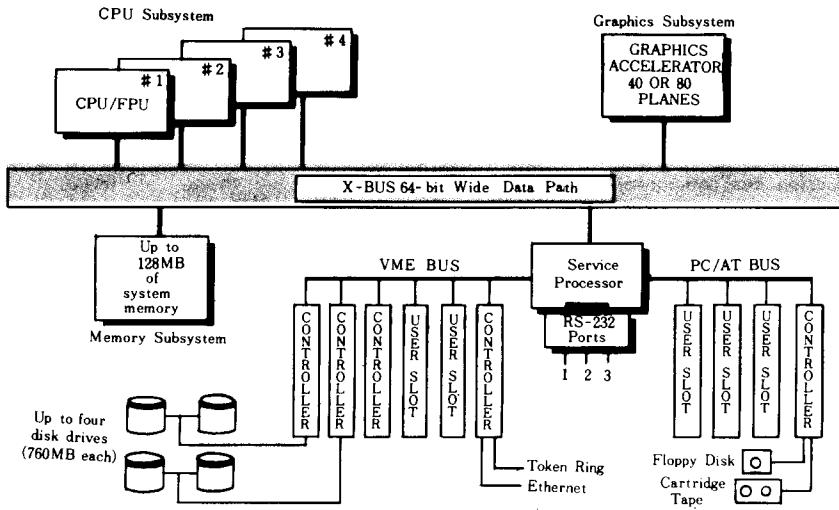 CPU Subsystem
Graphics Subsystem
# 4
# 3
# 2
# 1
CPU/FPU
GRAPHICS
ACCELERATOR
40 OR 80
PLANES
X-BUS 64-bit Wide Data Path
Up to
128MB
of
system
memory
Memory Subsystem
VME BUS
Service
Processor
PC/AT BUS
RS-232
Ports
1 2 3
CONTROLLER
CONTROLLER
CONTROLLER
USER SLOT
USER SLOT
CONTROLLER
USER SLOT
USER SLOT
USER SLOT
CONTROLLER
Up to four
disk drives
(760MB each)
Token Ring
Ethernet
Floppy Disk
Cartridge
Tape